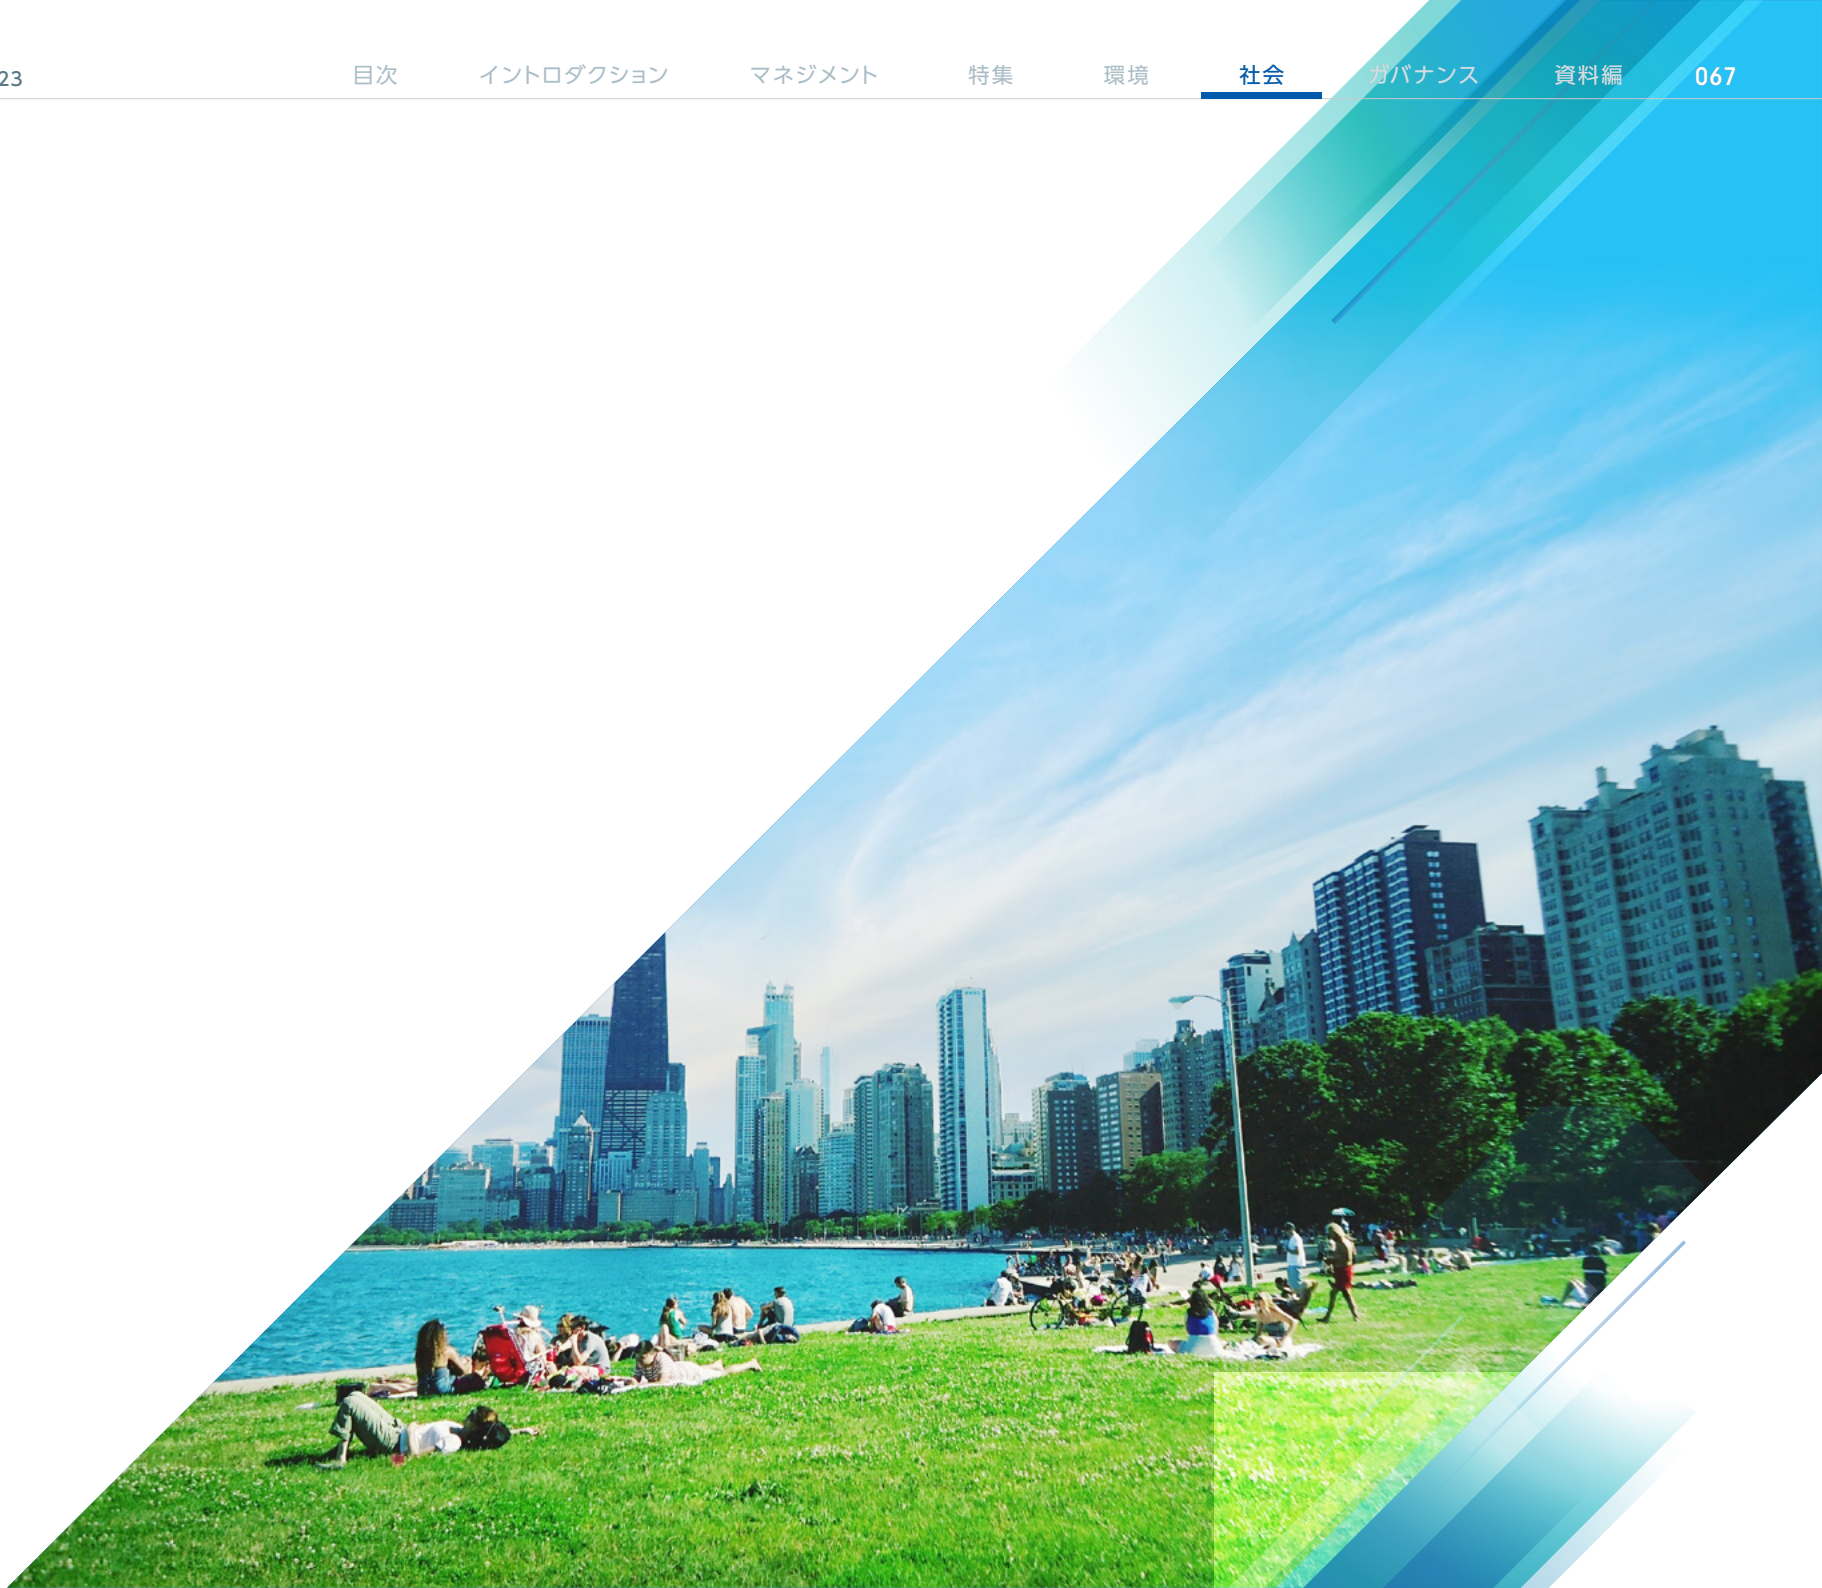 23 目次 イントロダクション マネジメント 特集 環境 社会 ガバナンス 資料編 067